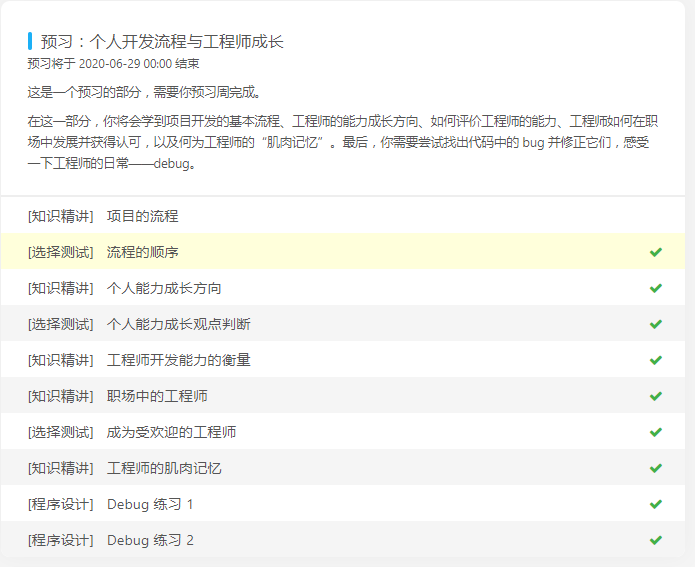 预习：个人开发流程与工程师成长
预习将于 2020-06-29 00:00 结束
这是一个预习的部分，需要你预习周完成。
在这一部分，你将会学到项目开发的基本流程、工程师的能力成长方向、如何评价工程师的能力、工程师如何在职
场中发展并获得认可，以及何为工程师的“肌肉记忆”。最后，你需要尝试找出代码中的 bug 并修正它们，感受
一下工程师的日常——debug。
[知识精讲] 项目的流程
[选择测试] 流程的顺序
[知识精讲] 个人能力成长方向
[选择测试] 个人能力成长观点判断
[知识精讲] 工程师开发能力的衡量
[知识精讲] 职场中的工程师
[选择测试] 成为受欢迎的工程师
[知识精讲] 工程师的肌肉记忆
[程序设计] Debug 练习 1
[程序设计] Debug 练习 2